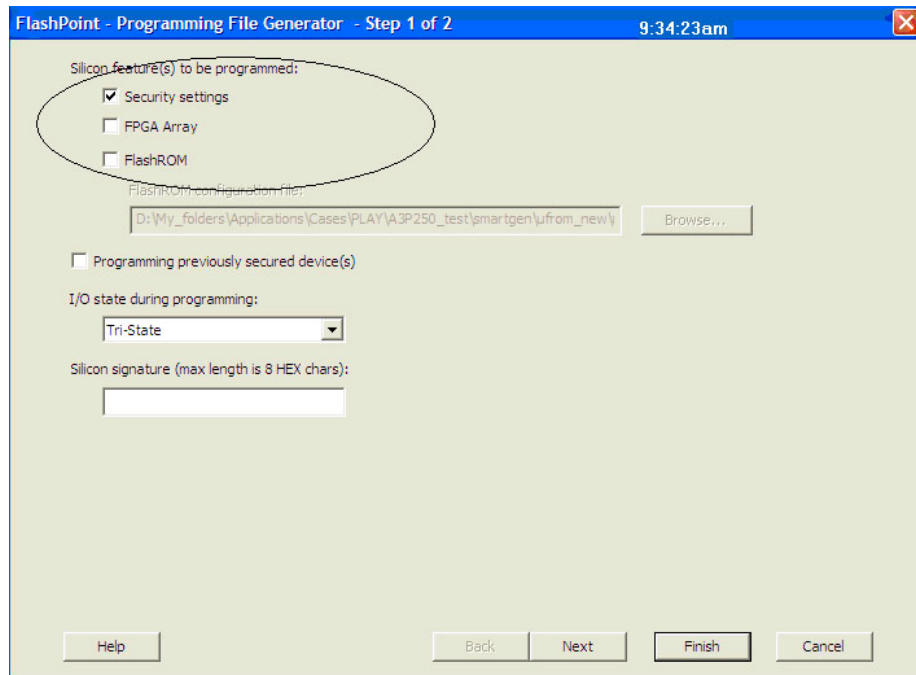 FlashPoint - Programming File Generator - Step 1 of 2 9:34:23am
Silicon feature(s) to be programmed:
Security settings
FPGA Array
FlashROM
FlashROM configuration file:
D:\My_folders\Applications\Cases\PLAY\A3P250_test\smartgen\ufrom_new\
Browse...
Programming previously secured device(s)
I/O state during programming:
Tri-State
Silicon signature (max length is 8 HEX chars):
Help Back Next Finish Cancel